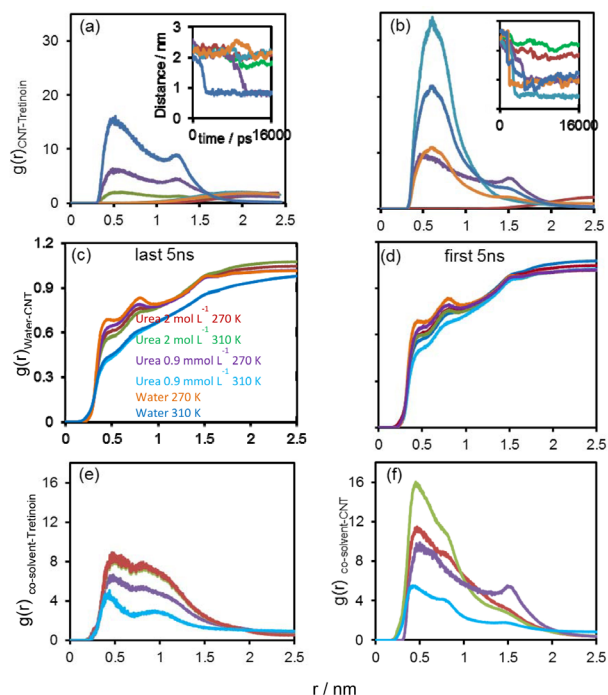 (a)
3
2
1
0
Distance / nm
0 time / ps 16000
30
20
10
0
g(r)CNT-Tretinoin
0 0.5 1 1.5 2 2.5
(b)
0 16000
0 0.5 1 1.5 2 2.5
(c) last 5ns
1.2
0.9
0.6
0.3
0
g(r)Water-CNT
Urea 2 mol L-1 270 K
Urea 2 mol L-1 310 K
Urea 0.9 mmol L-1 270 K
Urea 0.9 mmol L-1 310 K
Water 270 K
Water 310 K
0 0.5 1 1.5 2 2.5
(d) first 5ns
0 0.5 1 1.5 2 2.5
(e)
16
12
8
4
0
g(r) co-solvent-Tretinoin
0 0.5 1 1.5 2 2.5
(f)
16
12
8
4
0
g(r) co-solvent-CNT
0 0.5 1 1.5 2 2.5
r / nm